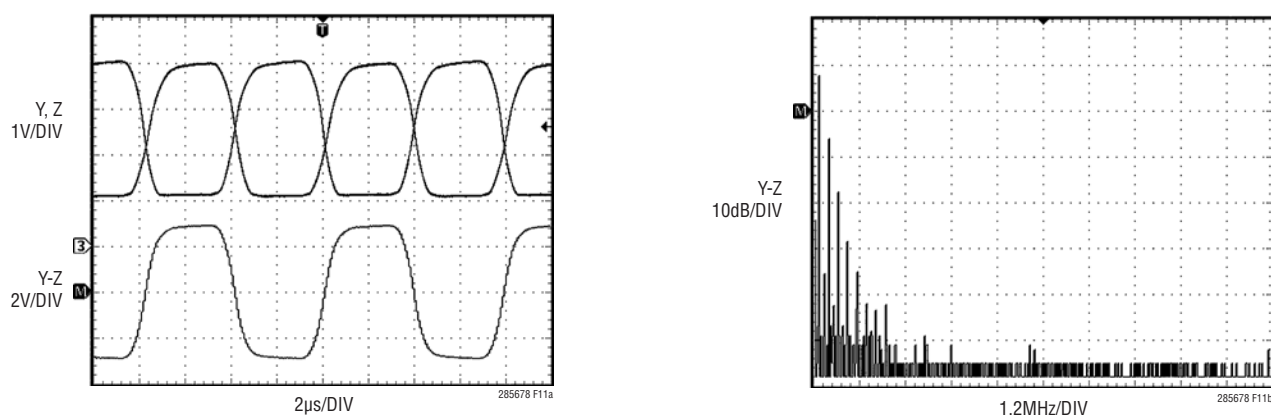 T
Y, Z
1V/DIV
3
Y-Z
2V/DIV
M
2µs/DIV
285678 F11a
M
Y-Z
10dB/DIV
1.2MHz/DIV
285678 F11b